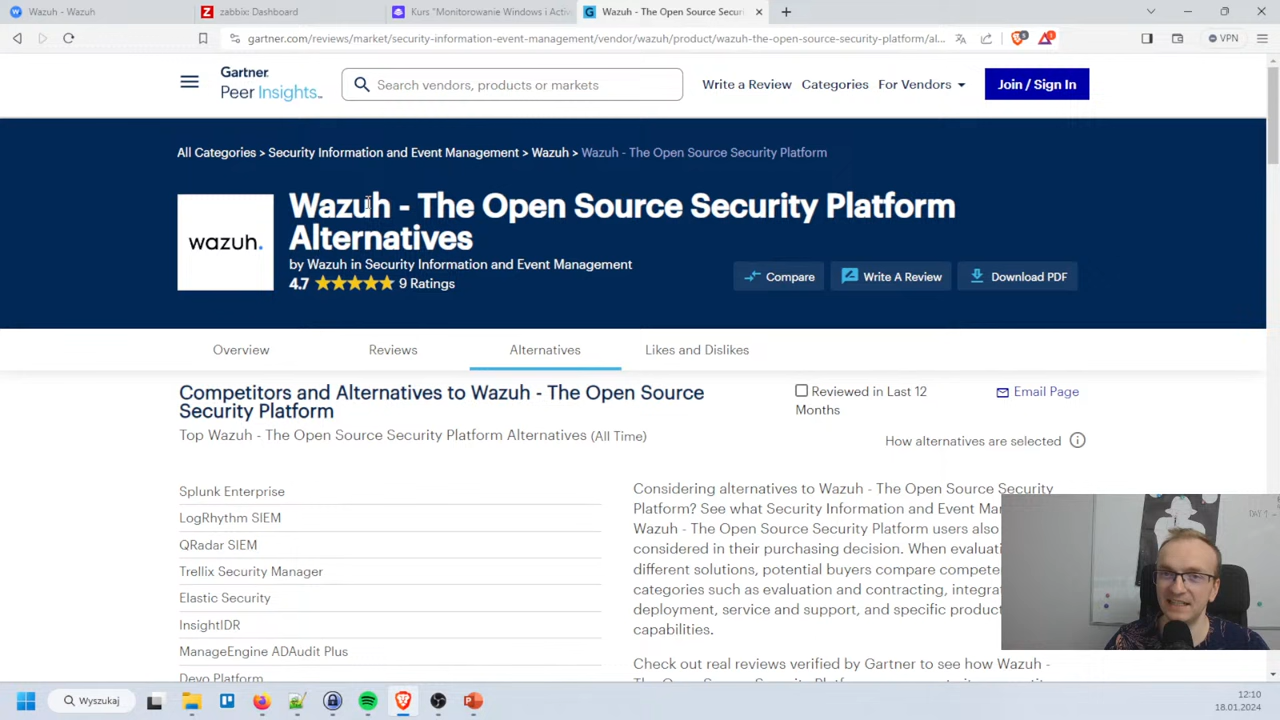 Wazuh - Wazuh
zabbix: Dashboard
Kurs "Monitorowanie Windows i Activ
Wazuh - The Open Source Securi
gartner.com/reviews/market/security-information-event-management/vendor/wazuh/product/wazuh-the-open-source-security-platform/al...
VPN
Gartner
Peer Insights
Search vendors, products or markets
Write a Review
Categories
For Vendors
Join / Sign In
All Categories > Security Information and Event Management > Wazuh > Wazuh - The Open Source Security Platform
wazuh.
Wazuh - The Open Source Security Platform
Alternatives
by Wazuh in Security Information and Event Management
4.7 9 Ratings
Compare
Write A Review
Download PDF
Overview
Reviews
Alternatives
Likes and Dislikes
Competitors and Alternatives to Wazuh - The Open Source
Security Platform
Top Wazuh - The Open Source Security Platform Alternatives (All Time)
Reviewed in Last 12
Months
Email Page
How alternatives are selected
Splunk Enterprise
LogRhythm SIEM
QRadar SIEM
Trellix Security Manager
Elastic Security
InsightIDR
ManageEngine ADAudit Plus
Devo Platform
Considering alternatives to Wazuh - The Open Source Security
Platform? See what Security Information and Event Man
Wazuh - The Open Source Security Platform users also
considered in their purchasing decision. When evaluati
different solutions, potential buyers compare compete
categories such as evaluation and contracting, integrat
deployment, service and support, and specific product
capabilities.
Check out real reviews verified by Gartner to see how Wazuh -
Wyszukaj
12:10
18.01.2024